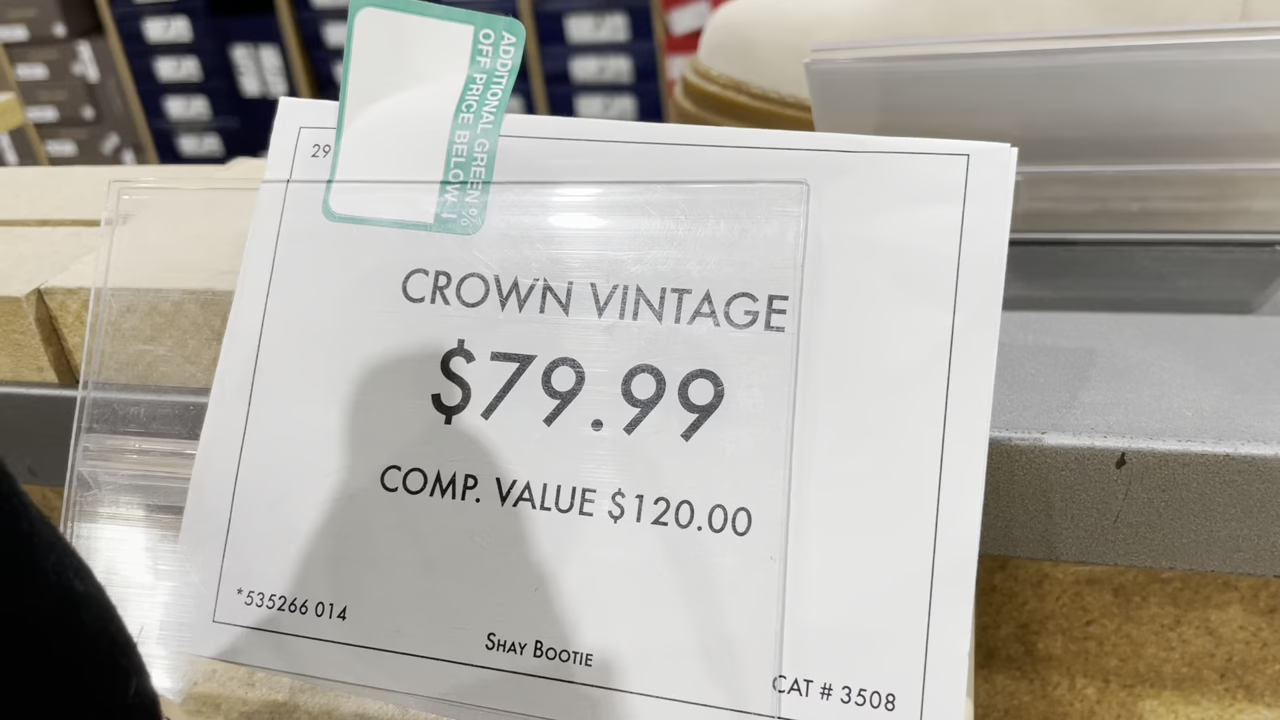 ADDITIONAL GREEN %
OFF PRICE BELOW
29
CROWN VINTAGE
$79.99
COMP. VALUE $120.00
*535266 014
SHAY BOOTIE
CAT # 3508